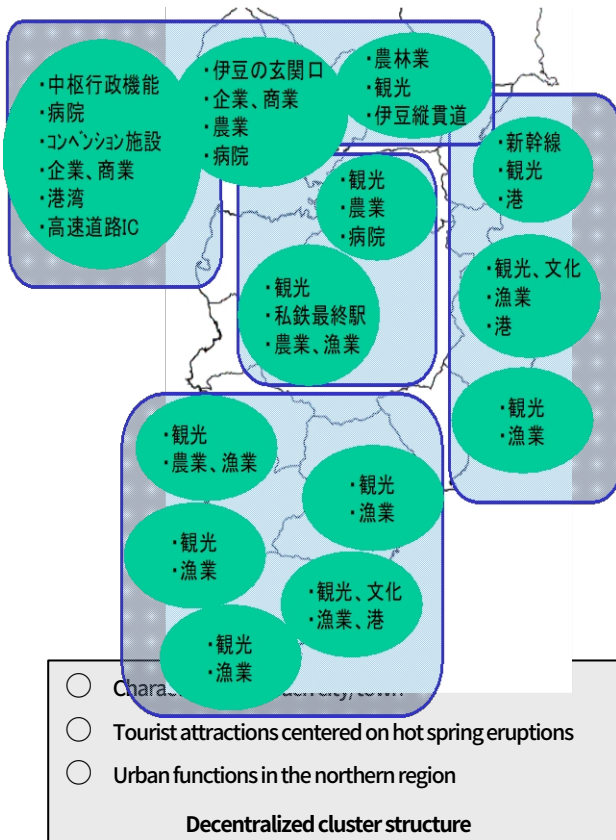 ・中枢行政機能
・病院
・コンベンション施設
・企業、商業
・港湾
・高速道路IC
・伊豆の玄関口
・企業、商業
・農業
・病院
・農林業
・観光
・伊豆縦貫道
・新幹線
・観光
・港
・観光
・農業
・病院
・観光、文化
・漁業
・港
・観光
・私鉄最終駅
・農業、漁業
・観光
・漁業
・観光
・農業、漁業
・観光
・漁業
・観光
・漁業
・観光、文化
・漁業、港
・観光
・漁業
○ city, town
○ Tourist attractions centered on hot spring eruptions
○ Urban functions in the northern region
Decentralized cluster structure